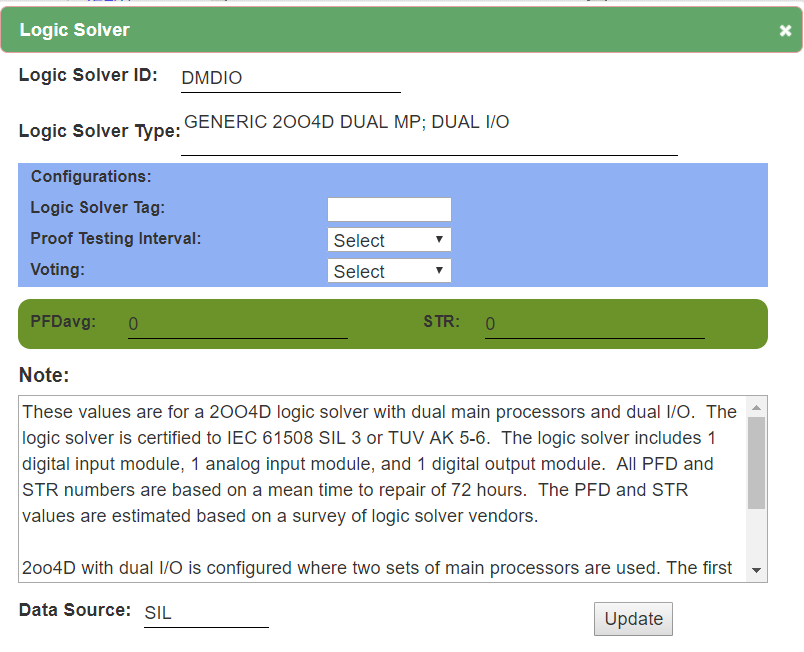 Logic Solver ×
Logic Solver ID: DMDIO
Logic Solver Type: GENERIC 2OO4D DUAL MP; DUAL I/O
Configurations:
Logic Solver Tag:
Proof Testing Interval: Select
Voting: Select
PFDavg: 0 STR: 0
Note:
These values are for a 2OO4D logic solver with dual main processors and dual I/O. The
logic solver is certified to IEC 61508 SIL 3 or TUV AK 5-6. The logic solver includes 1
digital input module, 1 analog input module, and 1 digital output module. All PFD and
STR numbers are based on a mean time to repair of 72 hours. The PFD and STR
values are estimated based on a survey of logic solver vendors.
2oo4D with dual I/O is configured where two sets of main processors are used. The first
Data Source: SIL Update